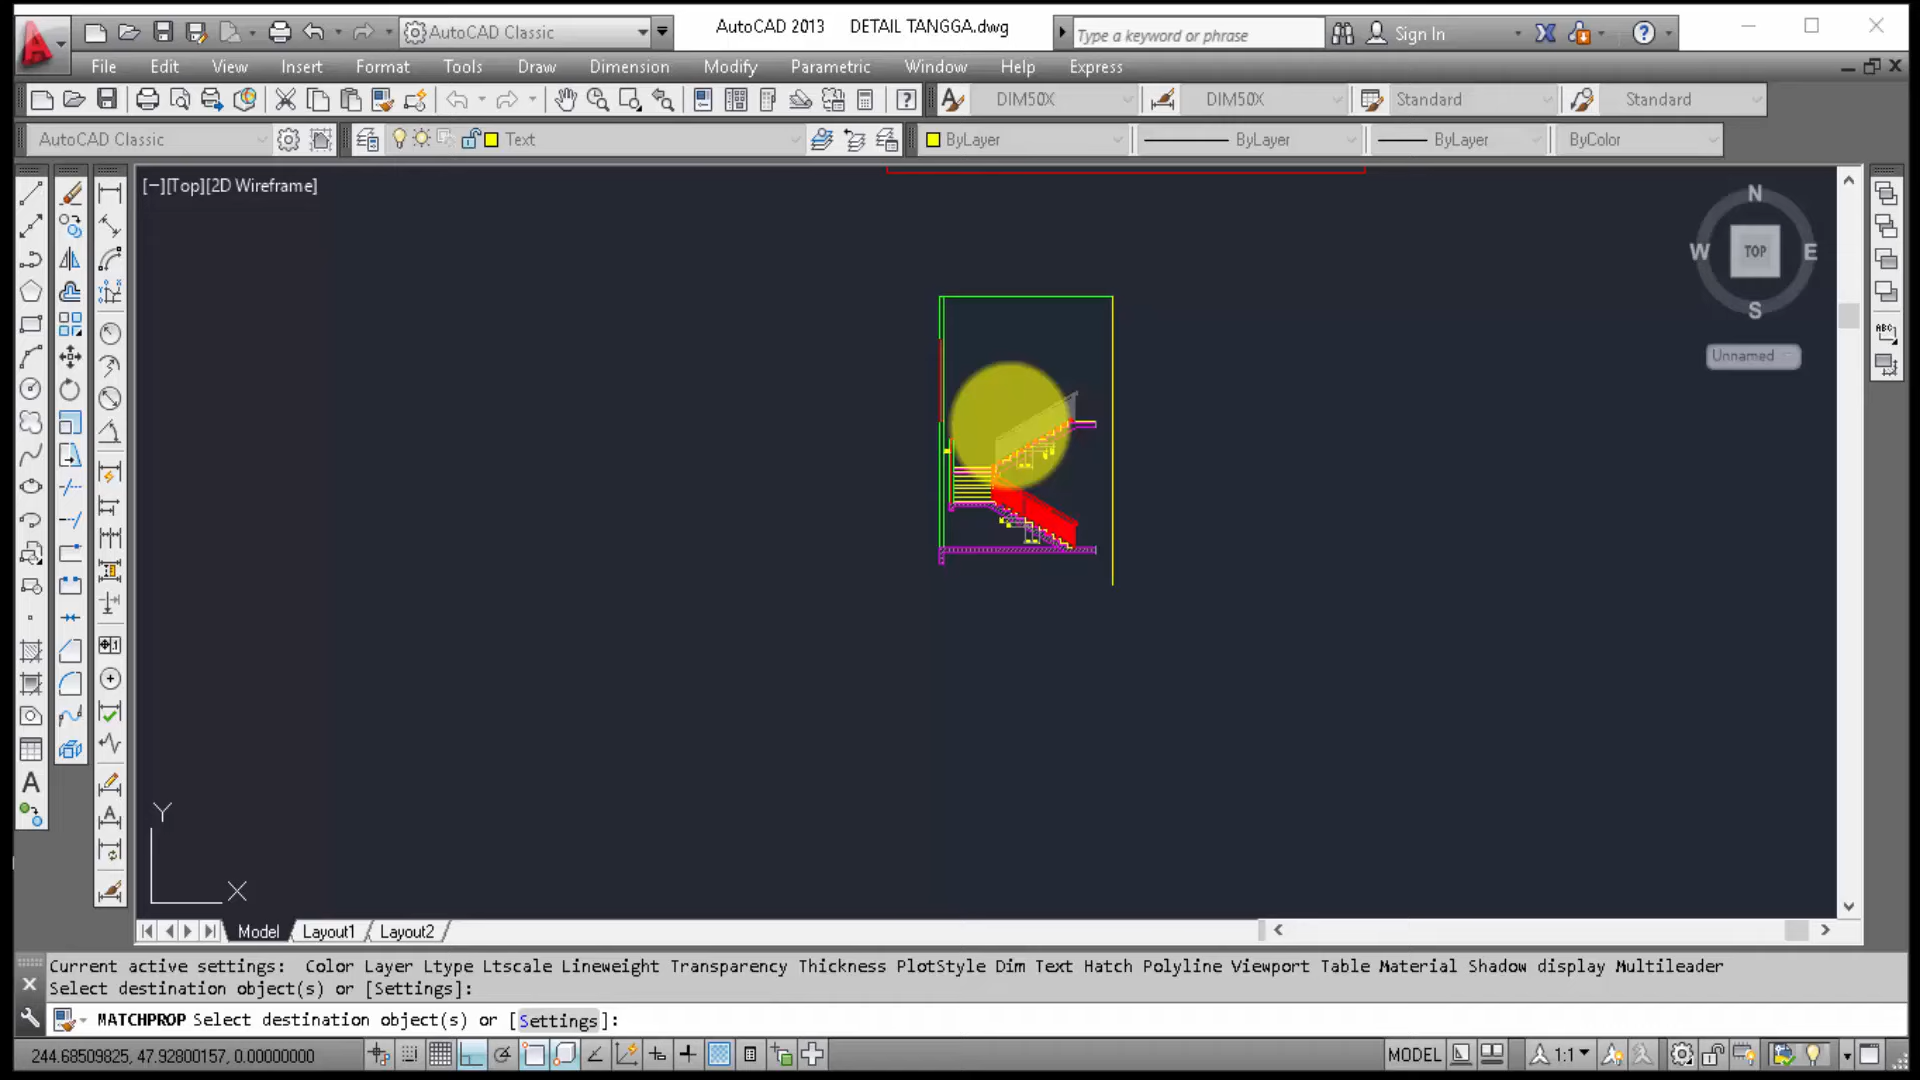 AutoCAD Classic
AutoCAD 2013 DETAIL TANGGA.dwg
Type a keyword or phrase
Sign In
File Edit View Insert Format Tools Draw Dimension Modify Parametric Window Help Express
DIM50X DIM50X Standard Standard
AutoCAD Classic Text ByLayer ByLayer ByLayer ByColor
[−][Top][2D Wireframe]
N
W TOP E
S
Unnamed
ABC
A
A
Y
X
Model Layout1 Layout2
Current active settings: Color Layer Ltype Ltscale Lineweight Transparency Thickness PlotStyle Dim Text Hatch Polyline Viewport Table Material Shadow display Multileader
Select destination object(s) or [Settings]:
MATCHPROP Select destination object(s) or [Settings]:
244.68509825, 47.92800157, 0.00000000 MODEL 1:1